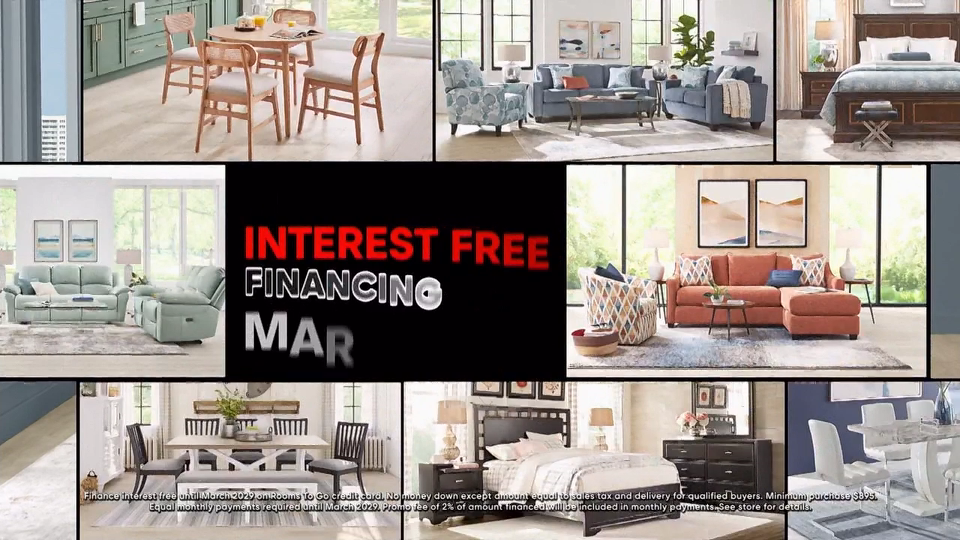 INTEREST FREE
FINANCING
MAR
Finance interest free until March 2029 on Rooms To Go credit card. No money down except amount equal to sales tax and delivery for qualified buyers. Minimum purchase $895.
Equal monthly payments required until March 2029. Promo fee of 2% of amount financed will be included in monthly payments. See store for details.